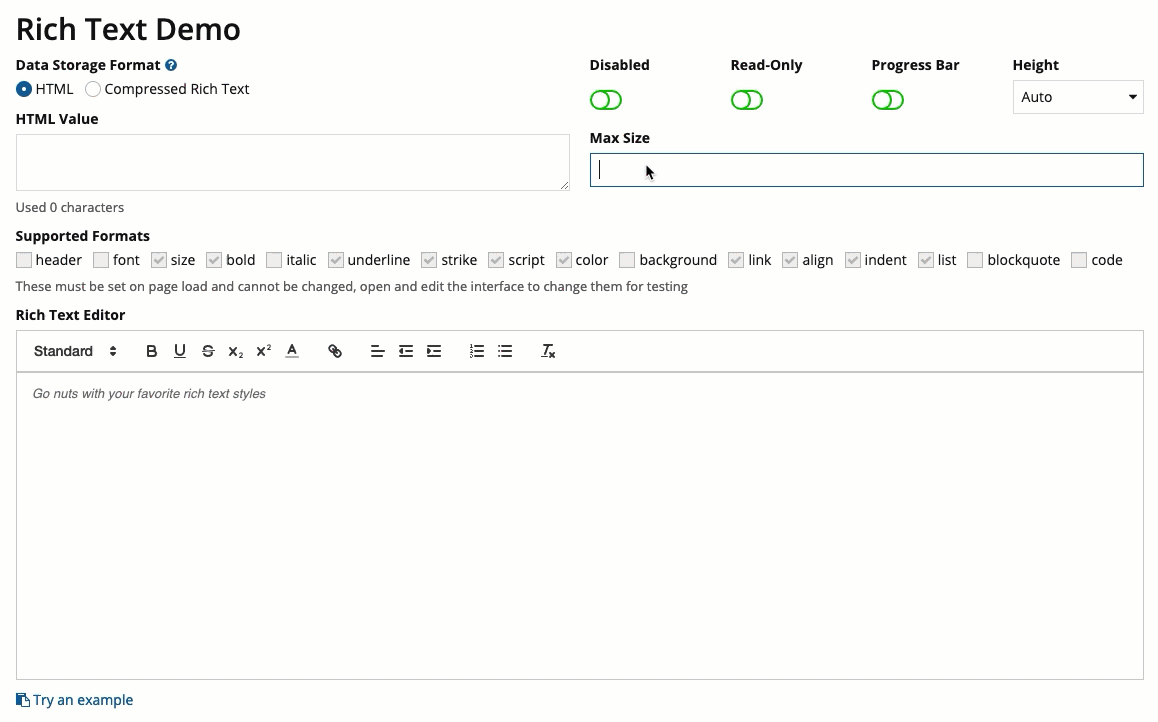 Rich Text Demo
Data Storage Format
HTML Compressed Rich Text
HTML Value
Used 0 characters
Disabled Read-Only Progress Bar Height
Auto
Max Size
Supported Formats
header font size bold italic underline strike script color background link align indent list blockquote code
These must be set on page load and cannot be changed, open and edit the interface to change them for testing
Rich Text Editor
Standard B U S x₂ x² A
Go nuts with your favorite rich text styles
Try an example